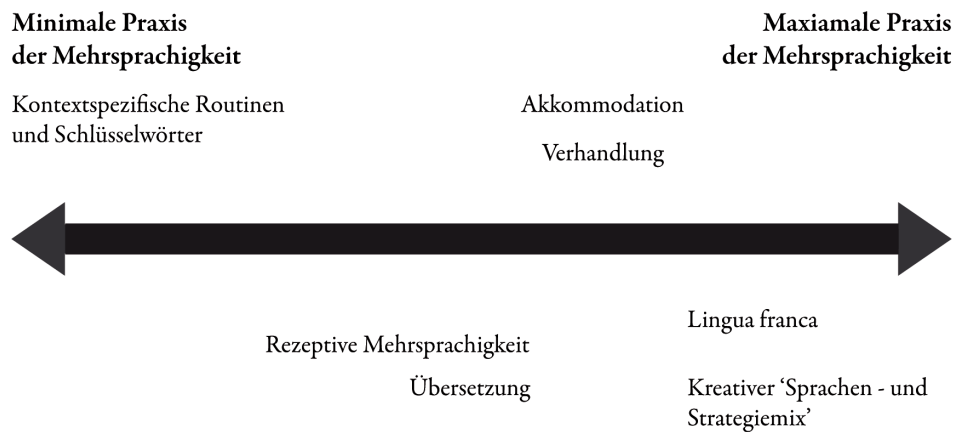 Minimale Praxis
der Mehrsprachigkeit
Maxiamale Praxis
der Mehrsprachigkeit
Kontextspezifische Routinen
und Schlüsselwörter
Akkommodation
Verhandlung
Lingua franca
Rezeptive Mehrsprachigkeit
Übersetzung
Kreativer ‘Sprachen - und
Strategiemix’